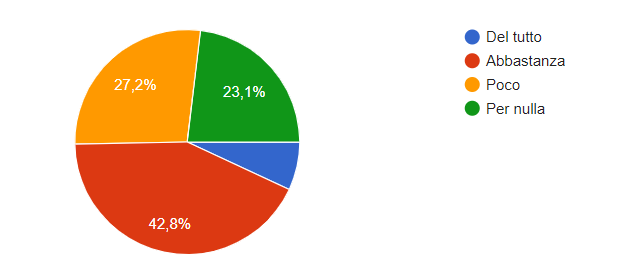 27,2%
23,1%
42,8%
Del tutto
Abbastanza
Poco
Per nulla